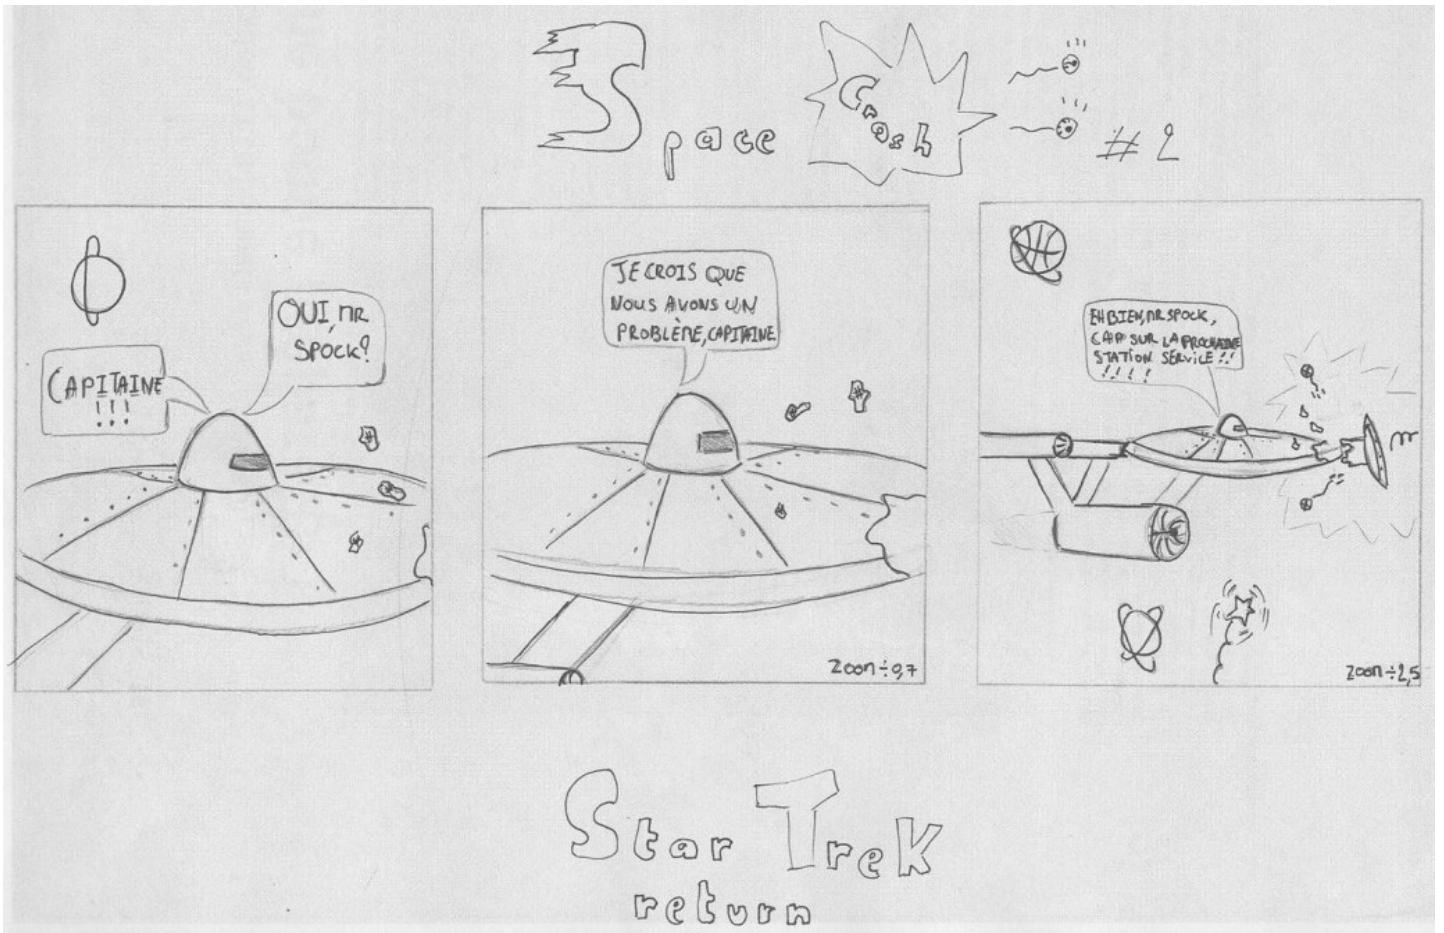 Space Crash #2
CAPITAINE
!!!
OUI, MR
SPOCK?
JE CROIS QUE
NOUS AVONS UN
PROBLÈME, CAPITAINE
ZOOM÷0,7
EH BIEN, MR SPOCK,
CAP SUR LA PROCHAINE
STATION SERVICE!!
!!!!
ZOOM÷2,5
Star Trek
return